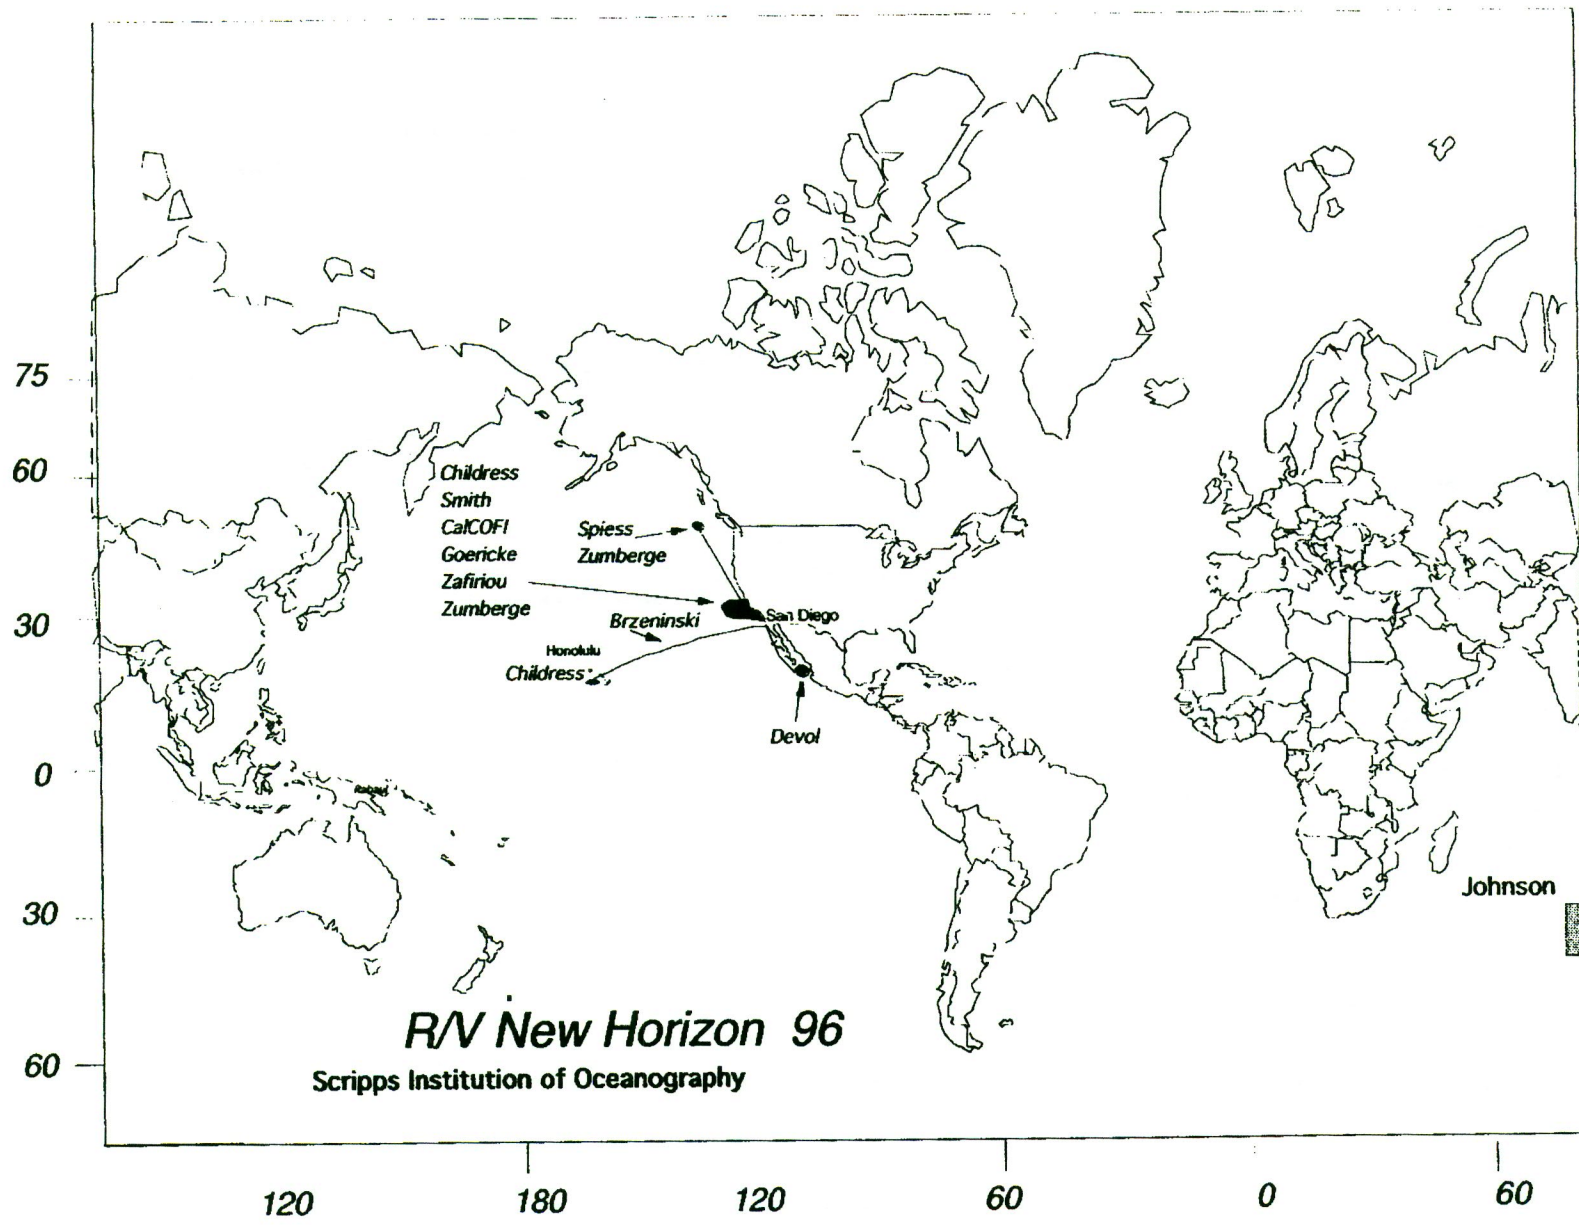 75
60
30
0
30
60
Childress
Smith
CalCOFI
Goericke
Zafiriou
Zumberge
Spiess
Zumberge
San Diego
Brzeninski
Honolulu
Childress
Devol
Rabaul
Johnson
R/V New Horizon 96
Scripps Institution of Oceanography
120
180
120
60
0
60